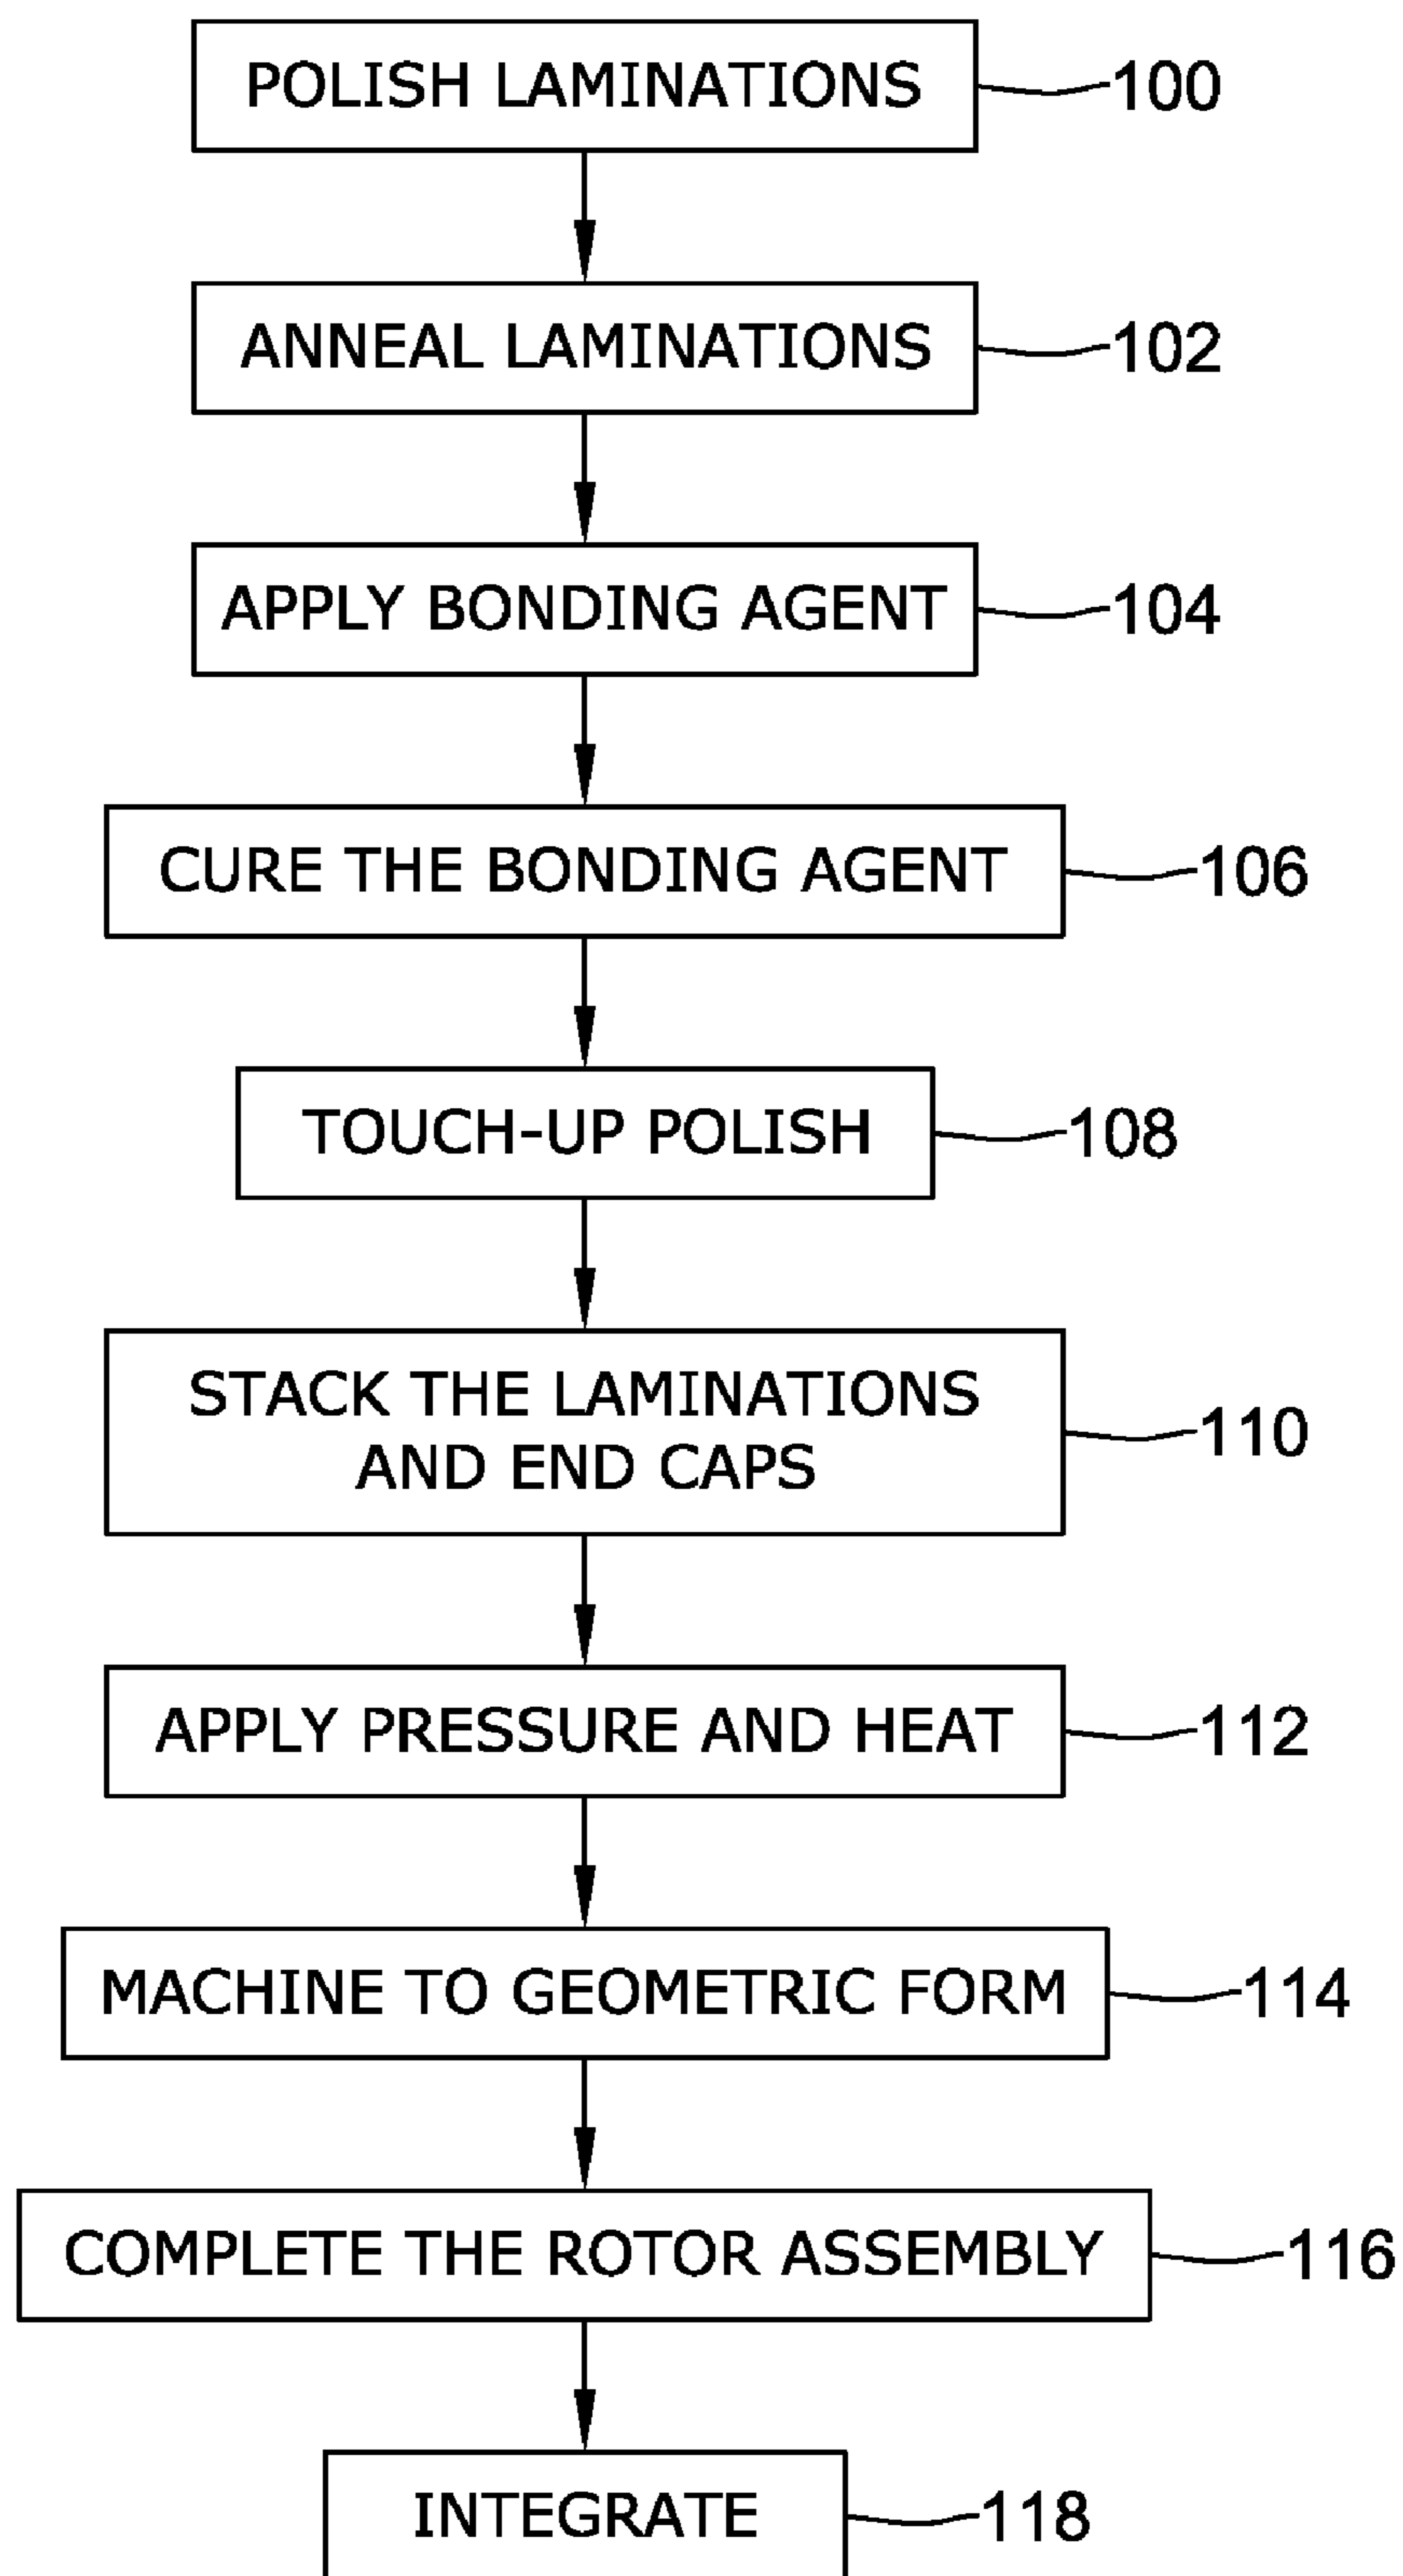 POLISH LAMINATIONS
100
ANNEAL LAMINATIONS
102
APPLY BONDING AGENT
104
CURE THE BONDING AGENT
106
TOUCH-UP POLISH
108
STACK THE LAMINATIONS
AND END CAPS
110
APPLY PRESSURE AND HEAT
112
MACHINE TO GEOMETRIC FORM
114
COMPLETE THE ROTOR ASSEMBLY
116
INTEGRATE
118